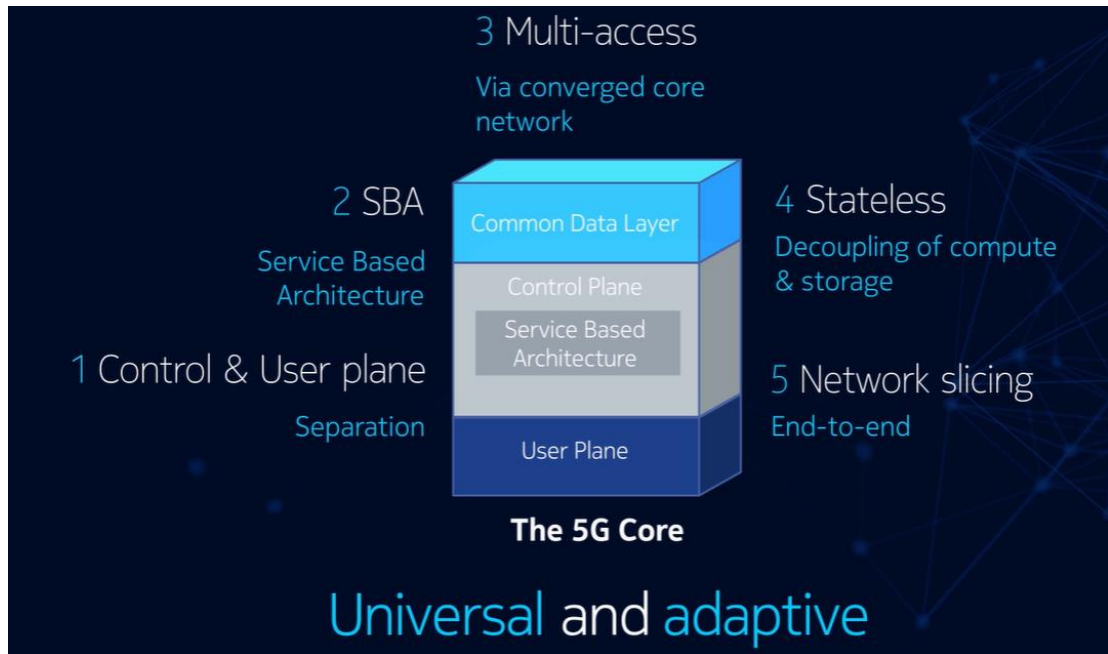 3 Multi-access
Via converged core
network
2 SBA
Service Based
Architecture
1 Control & User plane
Separation
Common Data Layer
Control Plane
Service Based
Architecture
User Plane
The 5G Core
4 Stateless
Decoupling of compute
& storage
5 Network slicing
End-to-end
Universal and adaptive